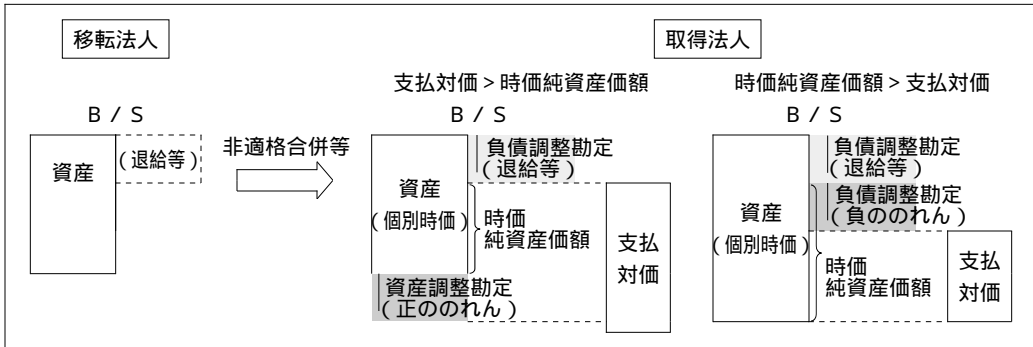 移転法人
取得法人
支払対価>時価純資産価額
時価純資産価額>支払対価
B/S
B/S
B/S
資産
(退給等)
非適格合併等
負債調整勘定
(退給等)
資産
(個別時価)
時価
純資産価額
支払
対価
資産調整勘定
(正ののれん)
負債調整勘定
(退給等)
負債調整勘定
(負ののれん)
資産
(個別時価)
時価
純資産価額
支払
対価